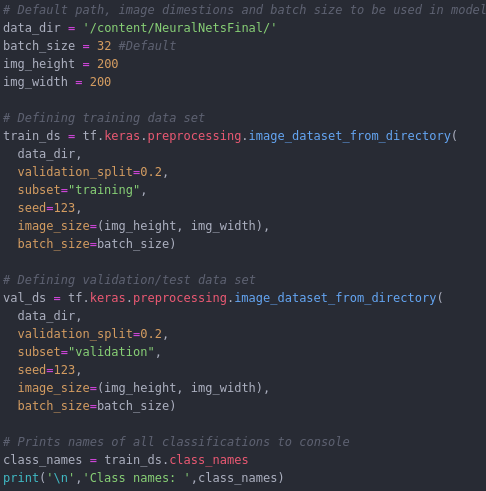 # Default path, image dimestions and batch size to be used in model
data_dir = '/content/NeuralNetsFinal/'
batch_size = 32 #Default
img_height = 200
img_width = 200
# Defining training data set
train_ds = tf.keras.preprocessing.image_dataset_from_directory(
  data_dir,
  validation_split=0.2,
  subset="training",
  seed=123,
  image_size=(img_height, img_width),
  batch_size=batch_size)
# Defining validation/test data set
val_ds = tf.keras.preprocessing.image_dataset_from_directory(
  data_dir,
  validation_split=0.2,
  subset="validation",
  seed=123,
  image_size=(img_height, img_width),
  batch_size=batch_size)
# Prints names of all classifications to console
class_names = train_ds.class_names
print('\n','Class names: ',class_names)